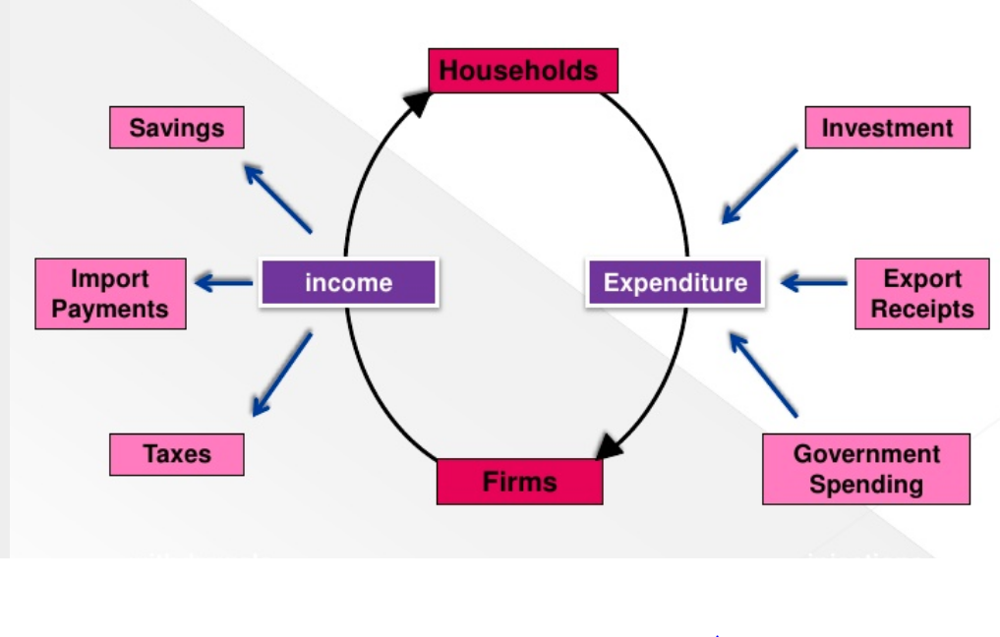 Households
Savings
Investment
Import
Payments
income
Expenditure
Export
Receipts
Taxes
Firms
Government
Spending